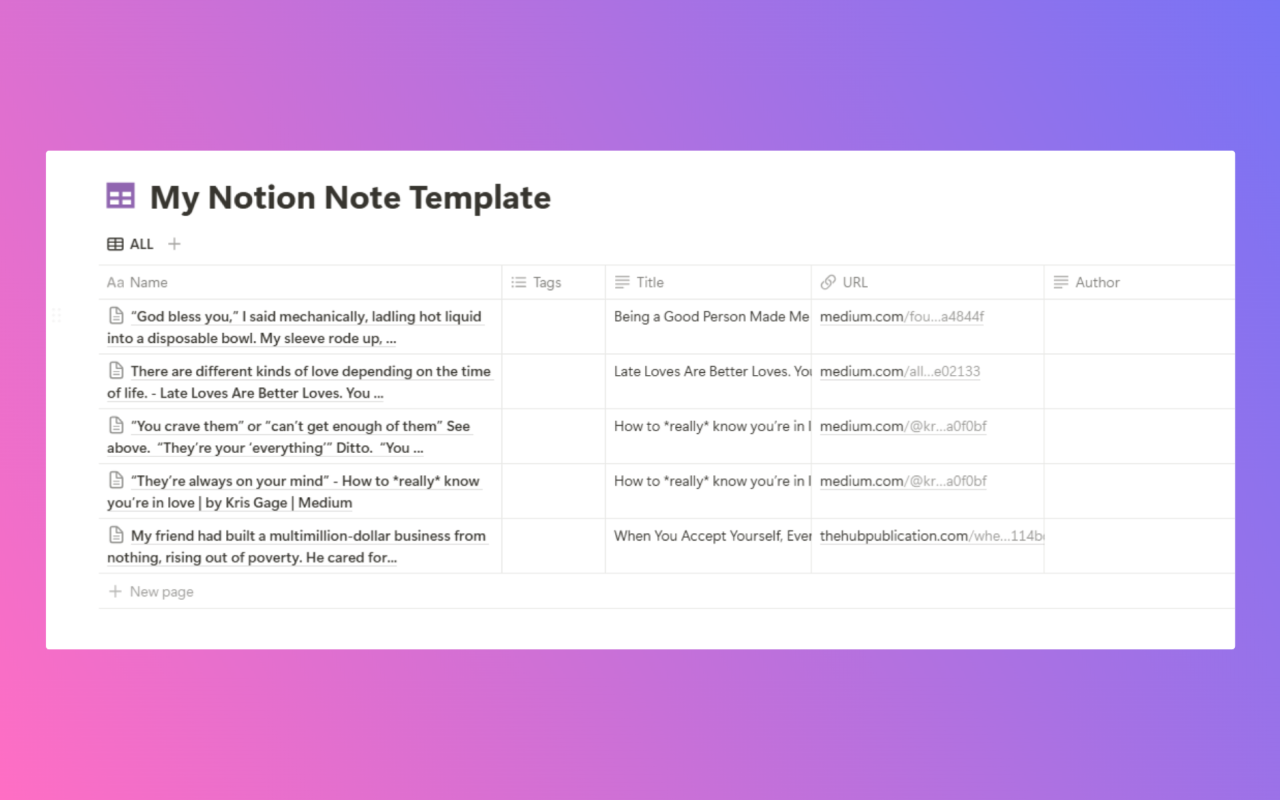 My Notion Note Template
ALL
Aa Name Tags Title URL Author
“God bless you,” I said mechanically, ladling hot liquid
into a disposable bowl. My sleeve rode up, ...
Being a Good Person Made Me
medium.com/fou...a4844f
There are different kinds of love depending on the time
of life. - Late Loves Are Better Loves. You ...
Late Loves Are Better Loves. You
medium.com/all...e02133
“You crave them” or “can’t get enough of them” See
above. “They’re your ‘everything’” Ditto. “You ...
How to *really* know you’re in l
medium.com/@kr...a0f0bf
“They’re always on your mind” - How to *really* know
you’re in love | by Kris Gage | Medium
How to *really* know you’re in l
medium.com/@kr...a0f0bf
My friend had built a multimillion-dollar business from
nothing, rising out of poverty. He cared for...
When You Accept Yourself, Ever
thehubpublication.com/whe...114b
New page